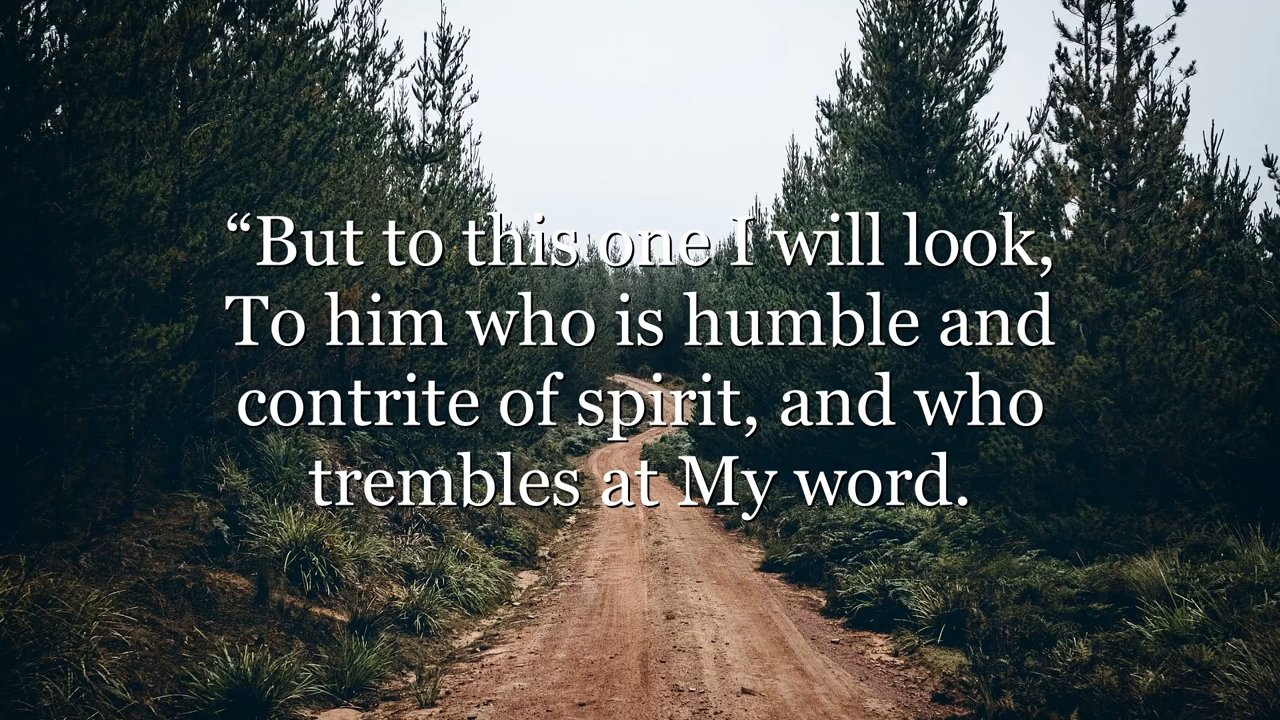 “But to this one I will look,
To him who is humble and
contrite of spirit, and who
trembles at My word.